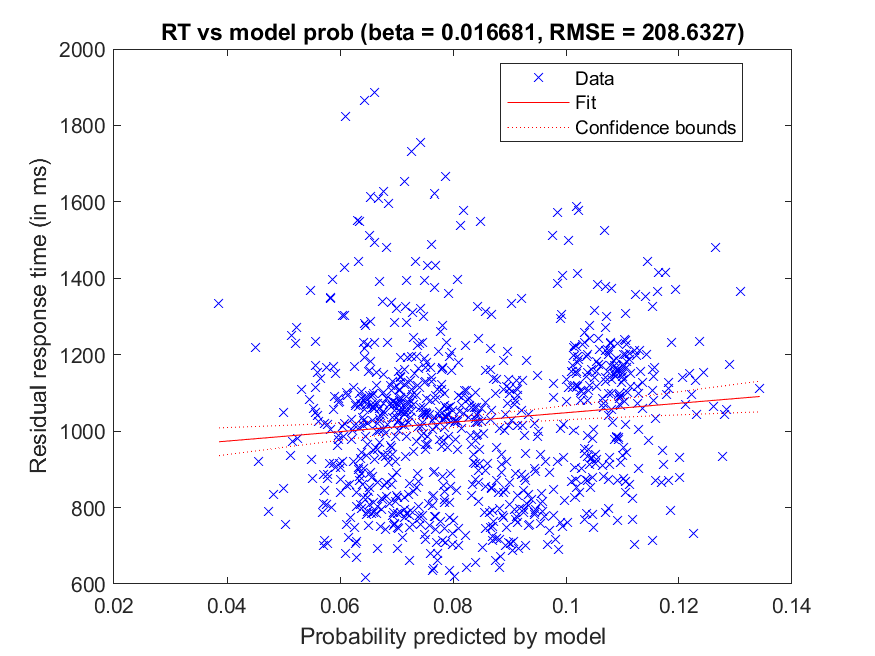 RT vs model prob (beta = 0.016681, RMSE = 208.6327)
2000
1800
1600
1400
1200
1000
800
600
Residual response time (in ms)
Data
Fit
Confidence bounds
0.02 0.04 0.06 0.08 0.1 0.12 0.14
Probability predicted by model